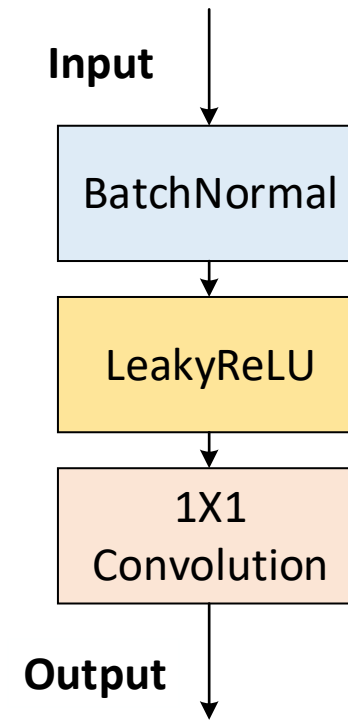 Input
BatchNormal
LeakyReLU
1X1
Convolution
Output